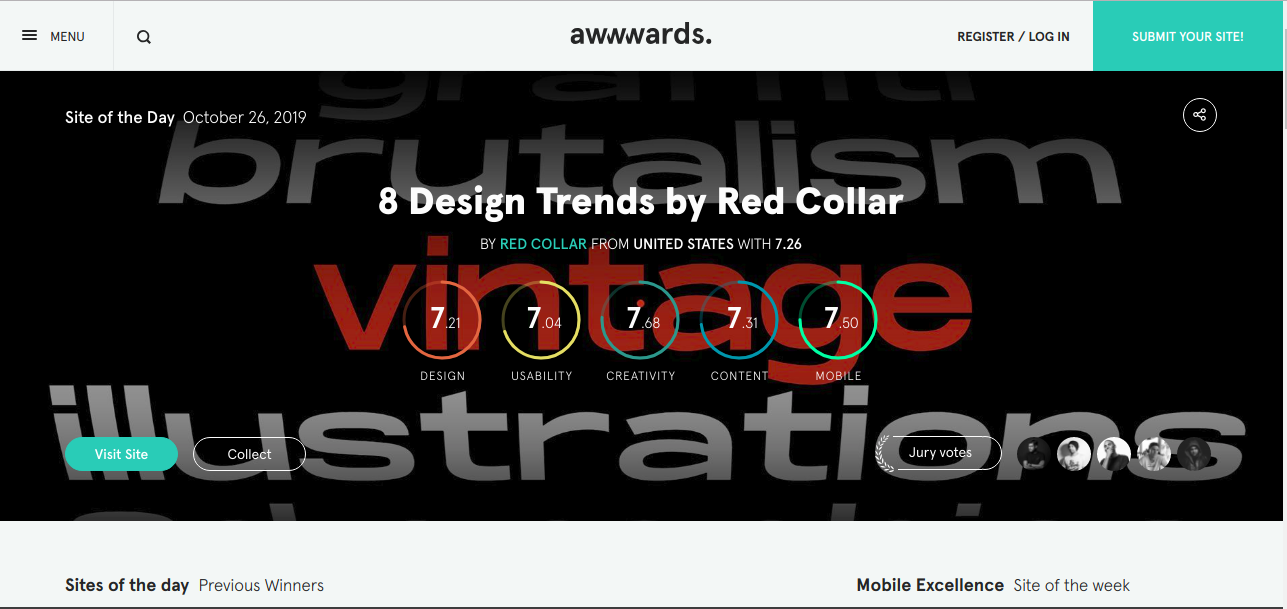 MENU
awwwards.
REGISTER / LOG IN
SUBMIT YOUR SITE!
graffiti
Site of the Day October 26, 2019
brutalism
8 Design Trends by Red Collar
BY RED COLLAR FROM UNITED STATES WITH 7.26
vintage
7.21
7.04
7.68
7.31
7.50
DESIGN
USABILITY
CREATIVITY
CONTENT
MOBILE
illustrations
Visit Site
Collect
Jury votes
Sites of the day Previous Winners
Mobile Excellence Site of the week